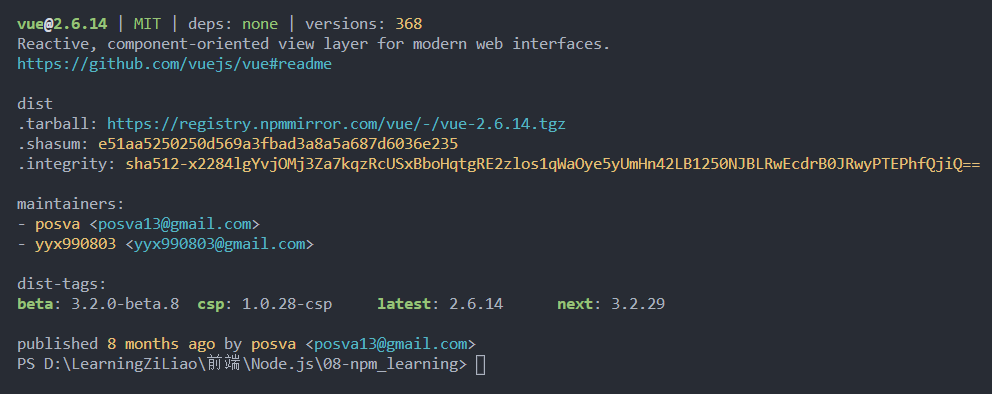 vue@2.6.14 | MIT | deps: none | versions: 368
Reactive, component-oriented view layer for modern web interfaces.
https://github.com/vuejs/vue#readme
dist
.tarball: https://registry.npmmirror.com/vue/-/vue-2.6.14.tgz
.shasum: e51aa5250250d569a3fbad3a8a5a687d6036e235
.integrity: sha512-x2284lgYvjOMj3Za7kqzRcUSxBboHqtgRE2zlos1qWaOye5yUmHn42LB1250NJBLRwEcdrB0JRwyPTEPhfQjiQ==
maintainers:
- posva <posva13@gmail.com>
- yyx990803 <yyx990803@gmail.com>
dist-tags:
beta: 3.2.0-beta.8 csp: 1.0.28-csp latest: 2.6.14 next: 3.2.29
published 8 months ago by posva <posva13@gmail.com>
PS D:\LearningZiLiao\前端\Node.js\08-npm_learning>